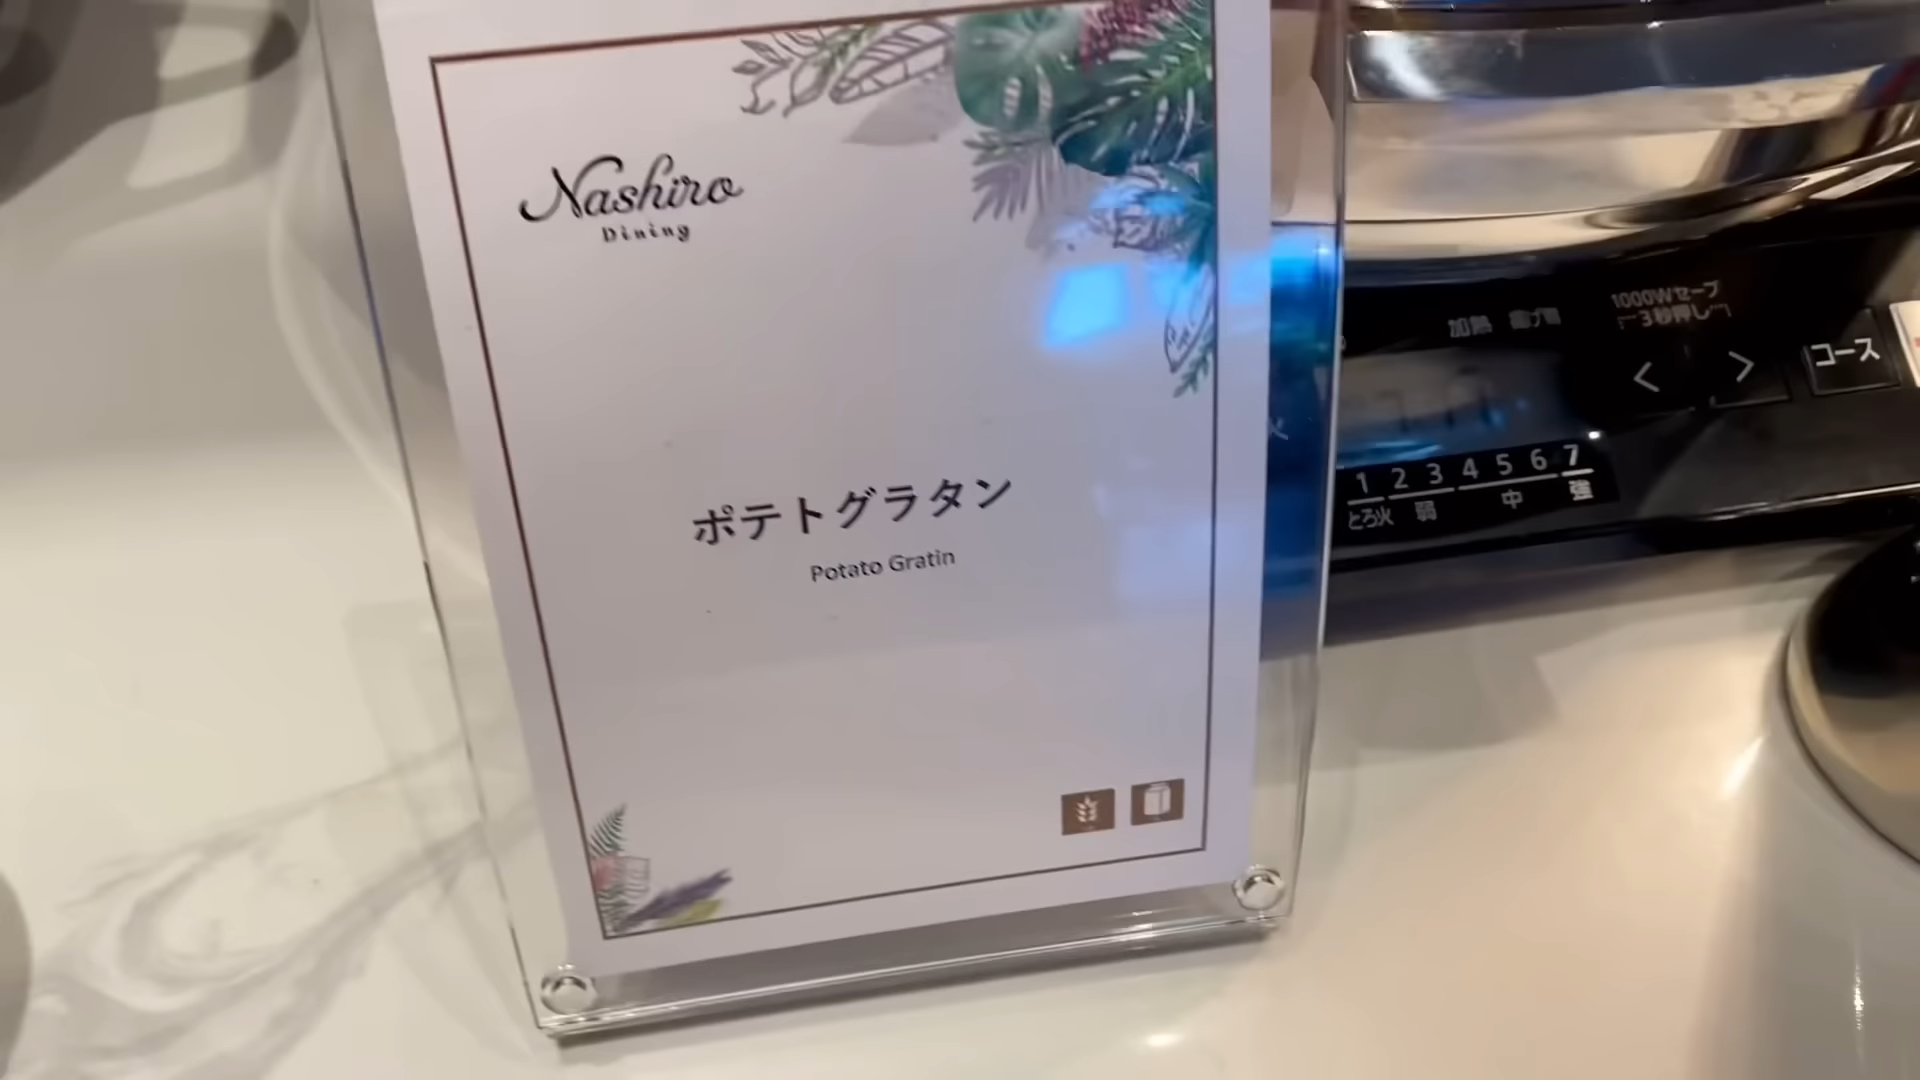 Nashiro
Dining
ポテトグラタン
Potato Gratin
1000Wセーブ
3秒押し
加熱
コース
1 2 3 4 5 6 7
とろ火 弱 中 強